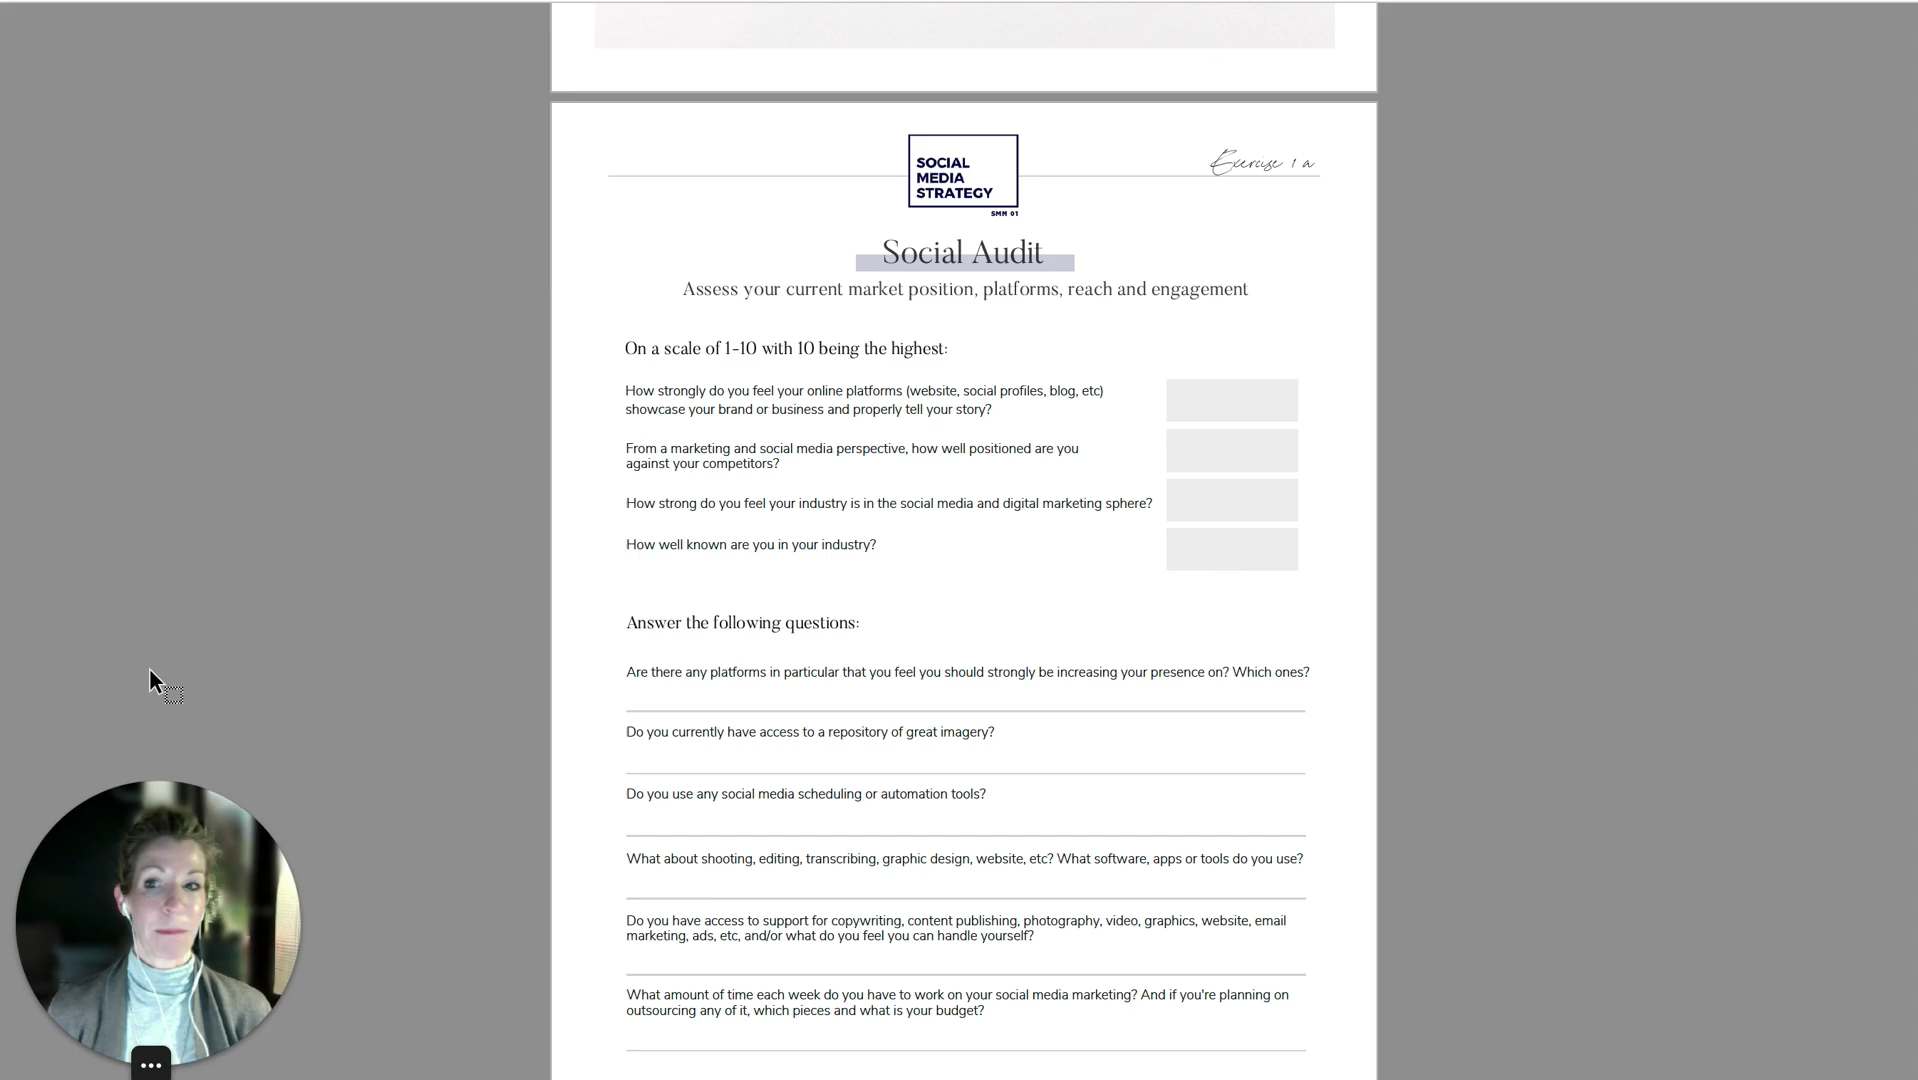 SOCIAL
MEDIA
STRATEGY
SMM 01
Exercise 1 a
Social Audit
Assess your current market position, platforms, reach and engagement
On a scale of 1-10 with 10 being the highest:
How strongly do you feel your online platforms (website, social profiles, blog, etc)
showcase your brand or business and properly tell your story?
From a marketing and social media perspective, how well positioned are you
against your competitors?
How strong do you feel your industry is in the social media and digital marketing sphere?
How well known are you in your industry?
Answer the following questions:
Are there any platforms in particular that you feel you should strongly be increasing your presence on? Which ones?
Do you currently have access to a repository of great imagery?
Do you use any social media scheduling or automation tools?
What about shooting, editing, transcribing, graphic design, website, etc? What software, apps or tools do you use?
Do you have access to support for copywriting, content publishing, photography, video, graphics, website, email
marketing, ads, etc, and/or what do you feel you can handle yourself?
What amount of time each week do you have to work on your social media marketing? And if you're planning on
outsourcing any of it, which pieces and what is your budget?